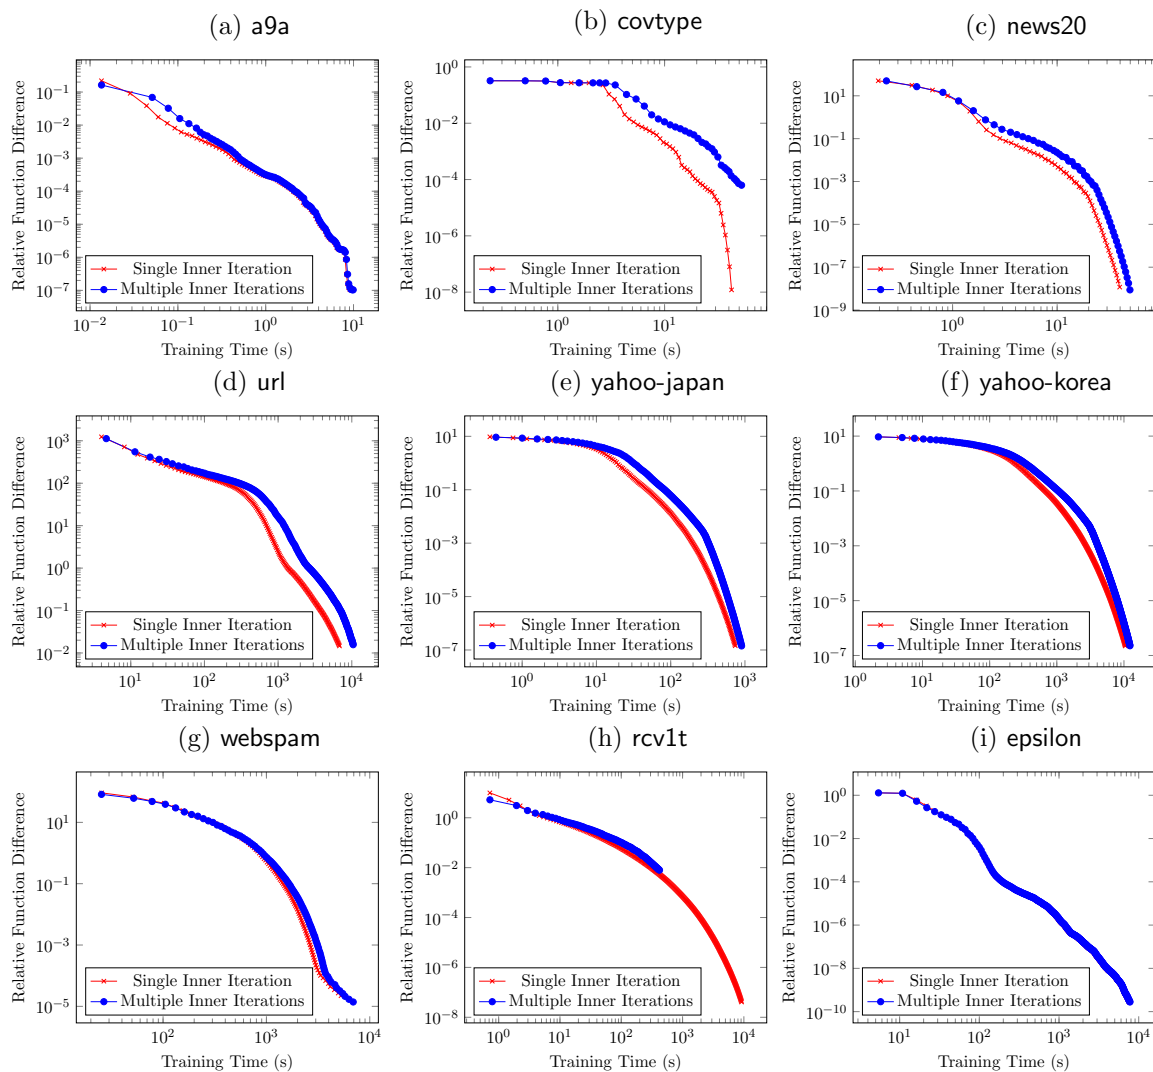 (a) a9a
Relative Function Difference
10^-1
10^-2
10^-3
10^-4
10^-5
10^-6
10^-7
Single Inner Iteration
Multiple Inner Iterations
10^-2 10^-1 10^0 10^1
Training Time (s)
(b) covtype
Relative Function Difference
10^0
10^-2
10^-4
10^-6
10^-8
Single Inner Iteration
Multiple Inner Iterations
10^0 10^1
Training Time (s)
(c) news20
Relative Function Difference
10^1
10^-1
10^-3
10^-5
10^-7
10^-9
Single Inner Iteration
Multiple Inner Iterations
10^0 10^1
Training Time (s)
(d) url
Relative Function Difference
10^3
10^2
10^1
10^0
10^-1
10^-2
Single Inner Iteration
Multiple Inner Iterations
10^1 10^2 10^3 10^4
Training Time (s)
(e) yahoo-japan
Relative Function Difference
10^1
10^-1
10^-3
10^-5
10^-7
Single Inner Iteration
Multiple Inner Iterations
10^0 10^1 10^2 10^3
Training Time (s)
(f) yahoo-korea
Relative Function Difference
10^1
10^-1
10^-3
10^-5
10^-7
Single Inner Iteration
Multiple Inner Iterations
10^0 10^1 10^2 10^3 10^4
Training Time (s)
(g) webspam
Relative Function Difference
10^1
10^-1
10^-3
10^-5
Single Inner Iteration
Multiple Inner Iterations
10^2 10^3 10^4
Training Time (s)
(h) rcv1t
Relative Function Difference
10^0
10^-2
10^-4
10^-6
10^-8
Single Inner Iteration
Multiple Inner Iterations
10^0 10^1 10^2 10^3 10^4
Training Time (s)
(i) epsilon
Relative Function Difference
10^0
10^-2
10^-4
10^-6
10^-8
10^-10
Single Inner Iteration
Multiple Inner Iterations
10^1 10^2 10^3 10^4
Training Time (s)